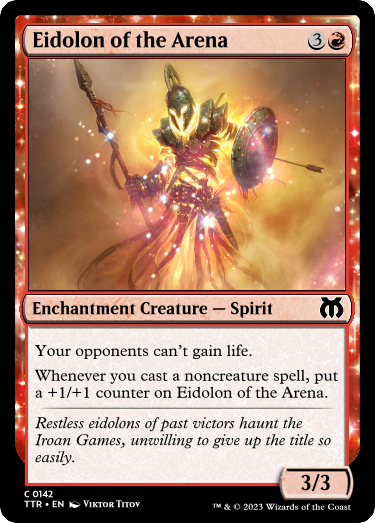 Eidolon of the Arena 3
Enchantment Creature — Spirit
Your opponents can't gain life.
Whenever you cast a noncreature spell, put
a +1/+1 counter on Eidolon of the Arena.
Restless eidolons of past victors haunt the
Iroan Games, unwilling to give up the title so
easily.
3/3
C 0142
TTR • EN Viktor Titov
™ & © 2023 Wizards of the Coast